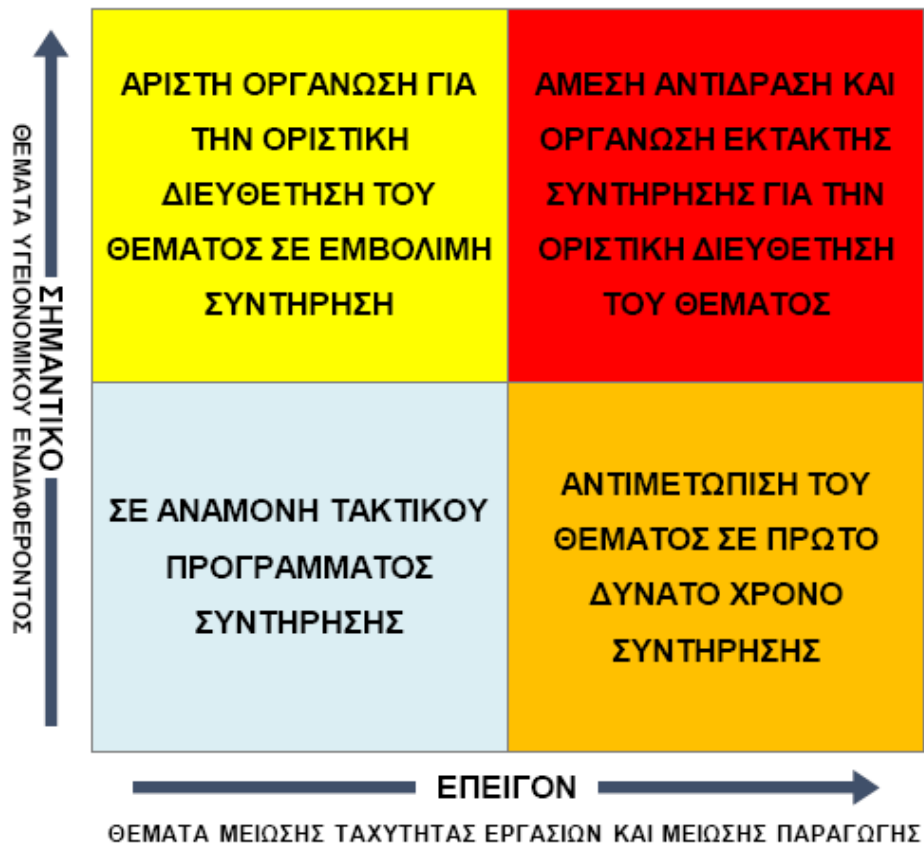 ΑΡΙΣΤΗ ΟΡΓΑΝΩΣΗ ΓΙΑ
ΤΗΝ ΟΡΙΣΤΙΚΗ
ΔΙΕΥΘΕΤΗΣΗ ΤΟΥ
ΘΕΜΑΤΟΣ ΣΕ ΕΜΒΟΛΙΜΗ
ΣΥΝΤΗΡΗΣΗ
ΑΜΕΣΗ ΑΝΤΙΔΡΑΣΗ ΚΑΙ
ΟΡΓΑΝΩΣΗ ΕΚΤΑΚΤΗΣ
ΣΥΝΤΗΡΗΣΗΣ ΓΙΑ ΤΗΝ
ΟΡΙΣΤΙΚΗ ΔΙΕΥΘΕΤΗΣΗ
ΤΟΥ ΘΕΜΑΤΟΣ
ΣΗΜΑΝΤΙΚΟ
ΘΕΜΑΤΑ ΥΓΕΙΟΝΟΜΙΚΟΥ ΕΝΔΙΑΦΕΡΟΝΤΟΣ
ΣΕ ΑΝΑΜΟΝΗ ΤΑΚΤΙΚΟΥ
ΠΡΟΓΡΑΜΜΑΤΟΣ
ΣΥΝΤΗΡΗΣΗΣ
ΑΝΤΙΜΕΤΩΠΙΣΗ ΤΟΥ
ΘΕΜΑΤΟΣ ΣΕ ΠΡΩΤΟ
ΔΥΝΑΤΟ ΧΡΟΝΟ
ΣΥΝΤΗΡΗΣΗΣ
ΕΠΕΙΓΟΝ
ΘΕΜΑΤΑ ΜΕΙΩΣΗΣ ΤΑΧΥΤΗΤΑΣ ΕΡΓΑΣΙΩΝ ΚΑΙ ΜΕΙΩΣΗΣ ΠΑΡΑΓΩΓΗΣ